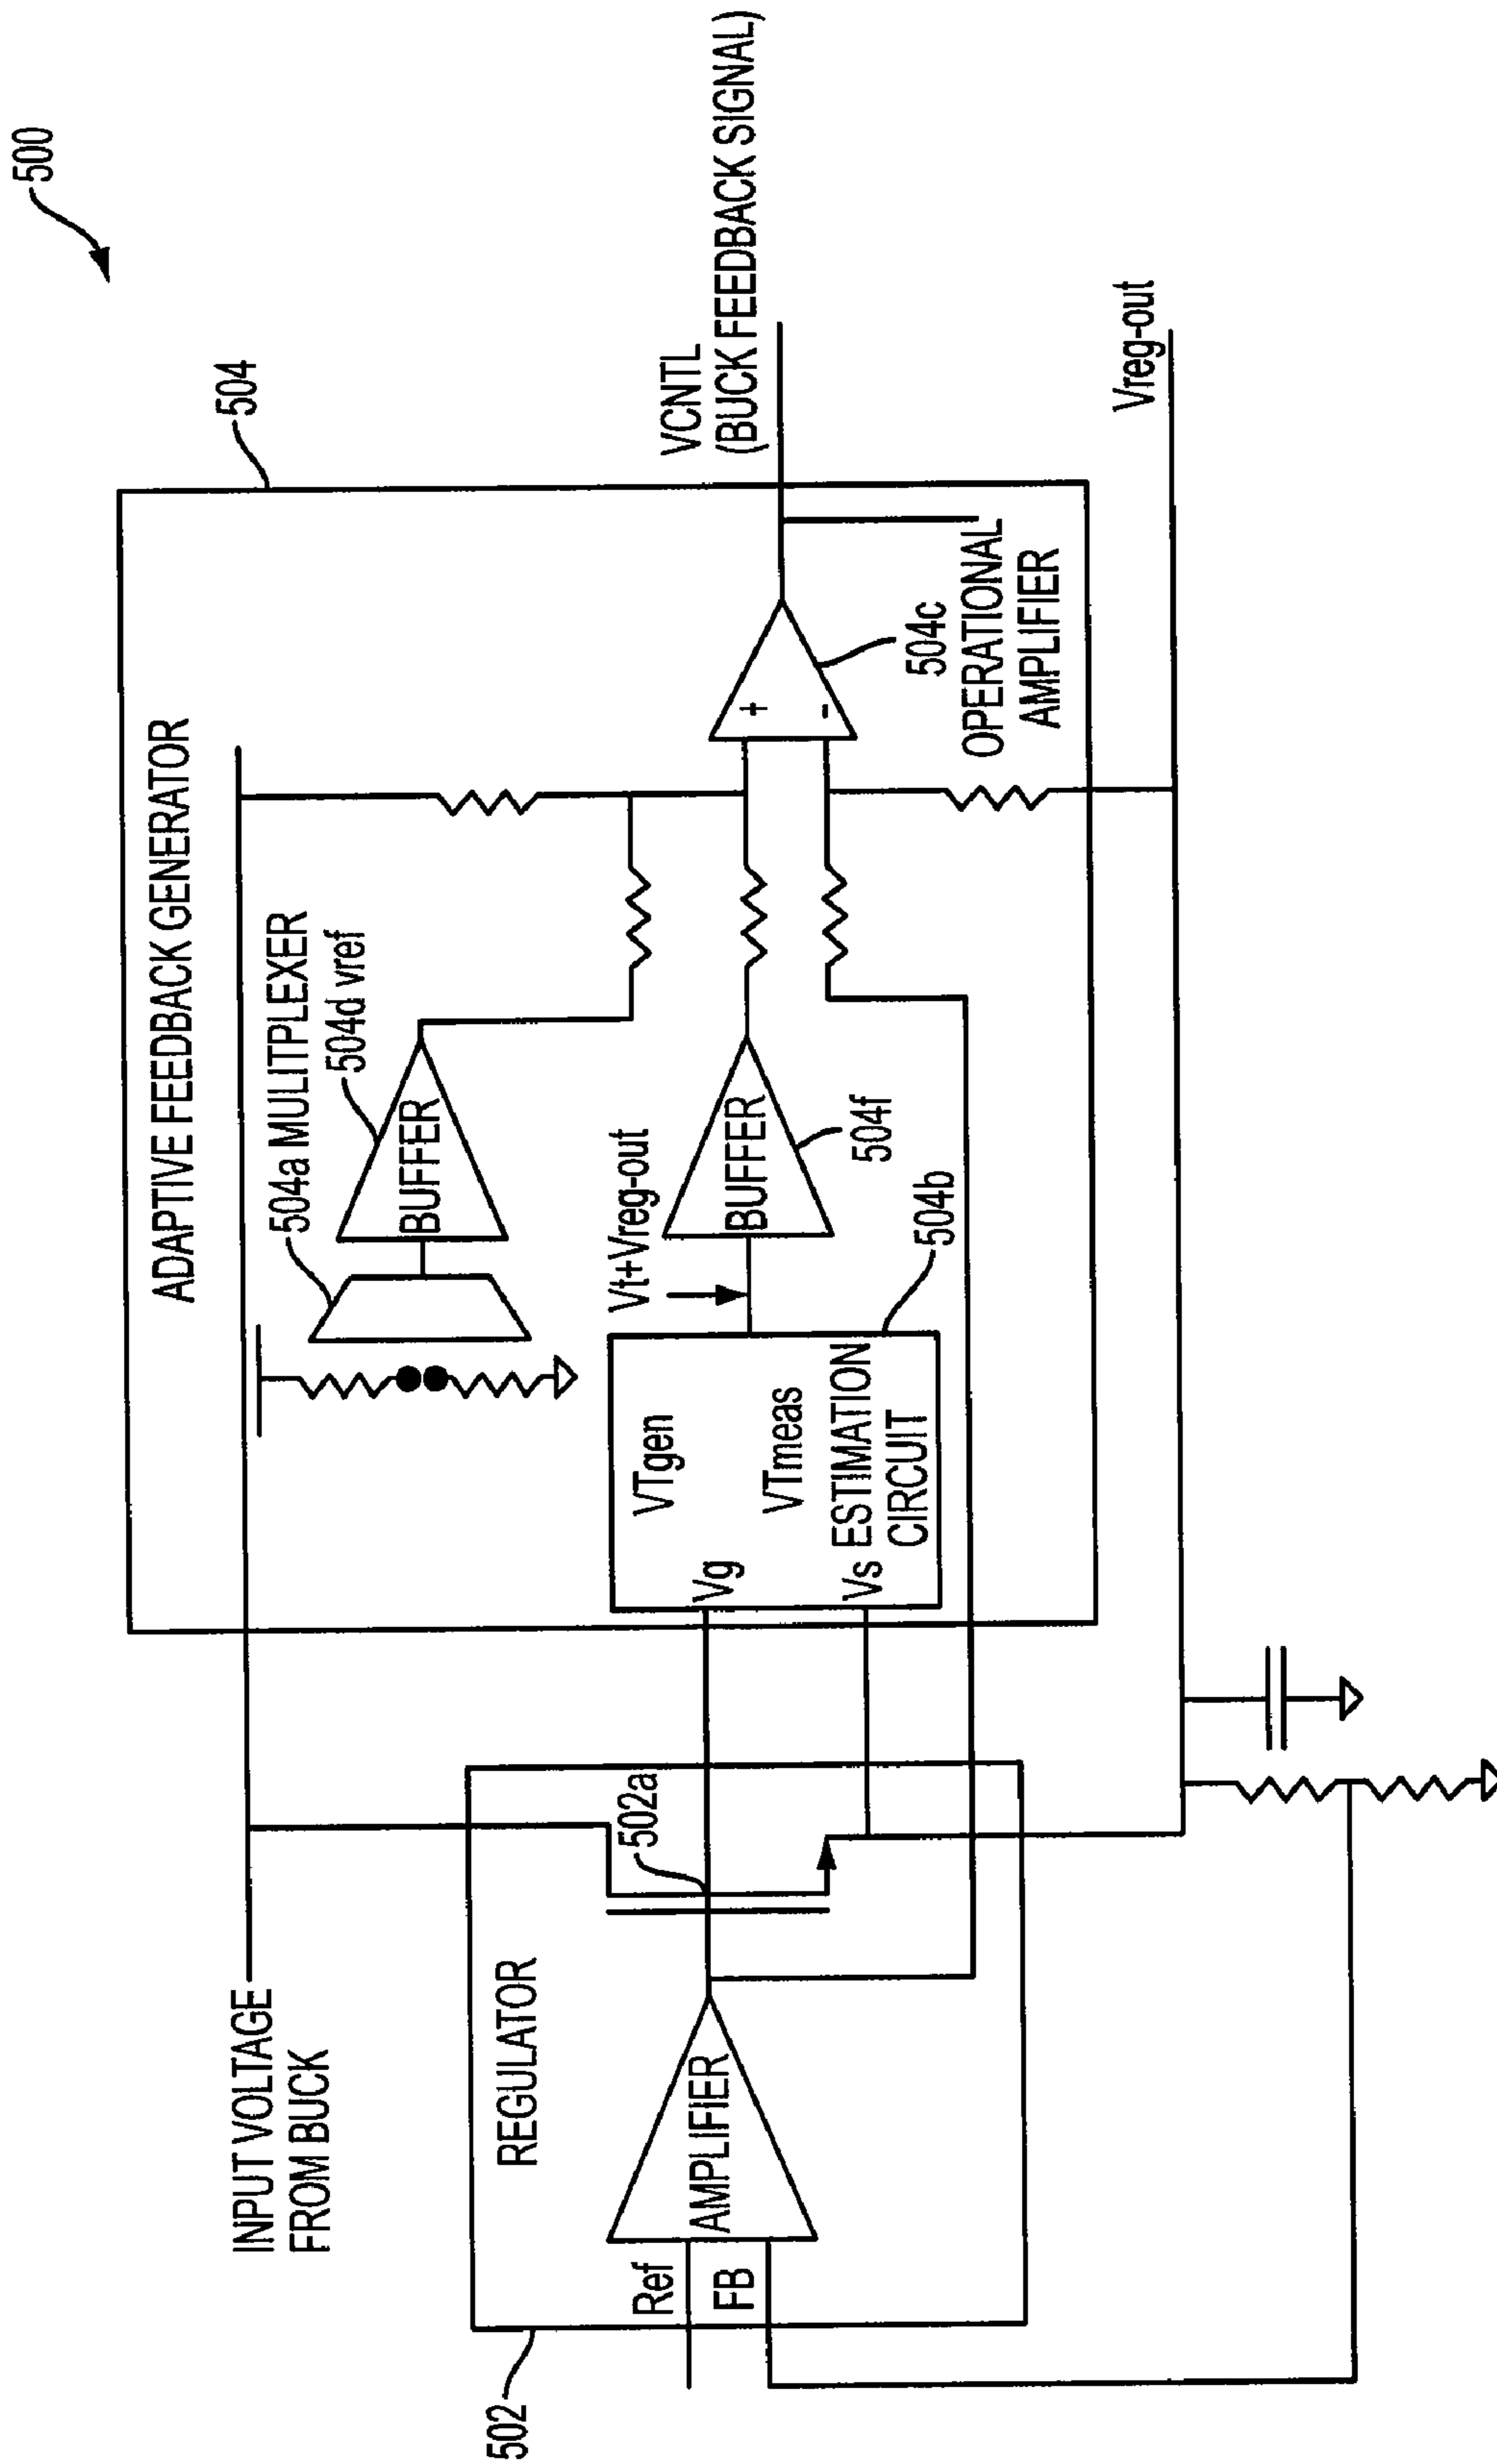 500
504
ADAPTIVE FEEDBACK GENERATOR
INPUT VOLTAGE
FROM BUCK
504a MULITPLEXER
504d vref
BUFFER
VCNTL
(BUCK FEEDBACK SIGNAL)
502
REGULATOR
Ref
FB
AMPLIFIER
502a
Vg
Vs
VTgen
VTmeas
ESTIMATION
CIRCUIT
504b
Vt+Vreg-out
BUFFER
504f
+
-
504c
OPERATIONAL
AMPLIFIER
Vreg-out